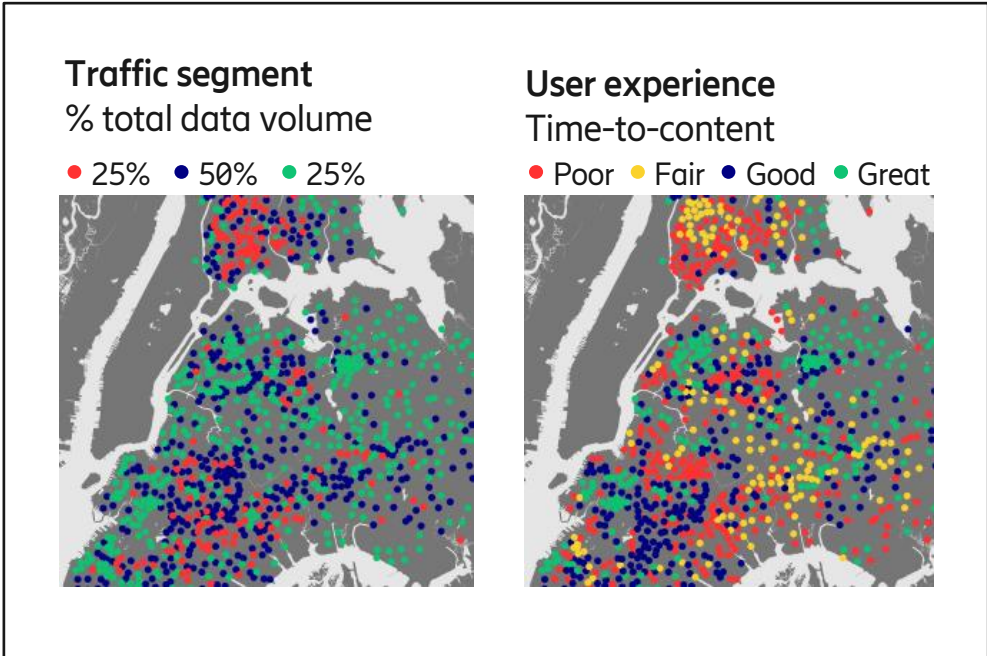 Traffic segment
% total data volume
25% 50% 25%
User experience
Time-to-content
Poor Fair Good Great